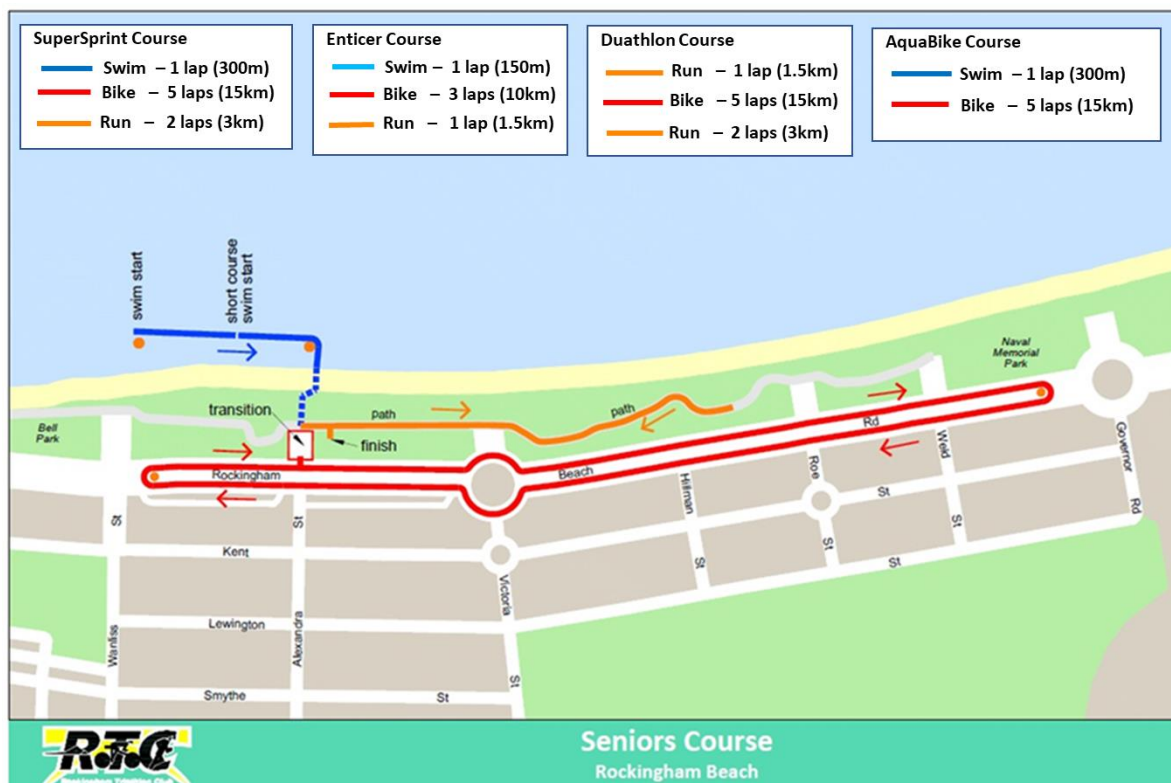 SuperSprint Course
Swim – 1 lap (300m)
Bike – 5 laps (15km)
Run – 2 laps (3km)
Enticer Course
Swim – 1 lap (150m)
Bike – 3 laps (10km)
Run – 1 lap (1.5km)
Duathlon Course
Run – 1 lap (1.5km)
Bike – 5 laps (15km)
Run – 2 laps (3km)
AquaBike Course
Swim – 1 lap (300m)
Bike – 5 laps (15km)
swim start
short course
swim start
Naval
Memorial
Park
transition
path
path
Bell
Park
finish
Rockingham
Beach
Rd
Hillman
St
Roe
St
Weld
St
Governor
Rd
St
St
Wanliss
St
Alexandra
St
Victoria
St
Kent
Lewington
Smythe
St
R.T.C
Rockingham Triathlon Club
Seniors Course
Rockingham Beach